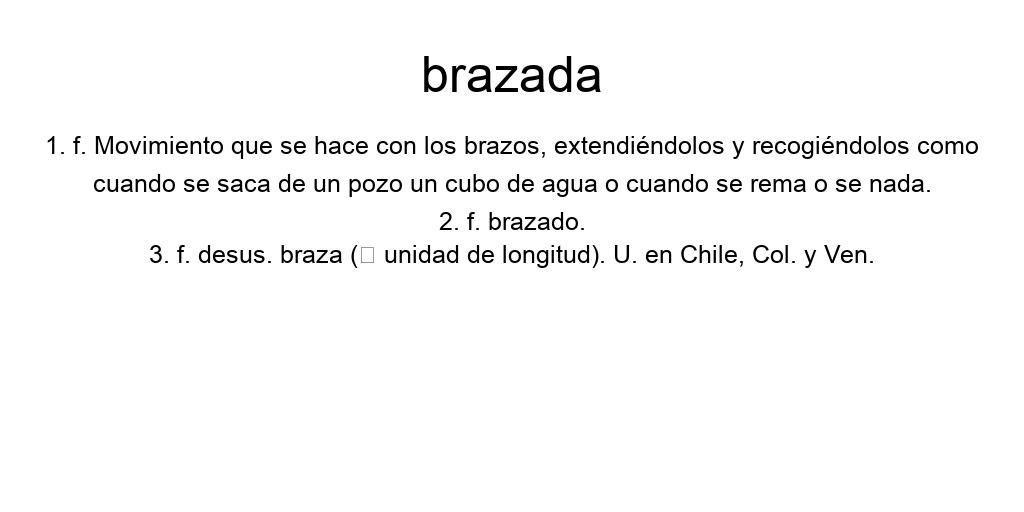 brazada
1. f. Movimiento que se hace con los brazos, extendiéndolos y recogiéndolos como
cuando se saca de un pozo un cubo de agua o cuando se rema o se nada.
2. f. brazado.
3. f. desus. braza (□ unidad de longitud). U. en Chile, Col. y Ven.